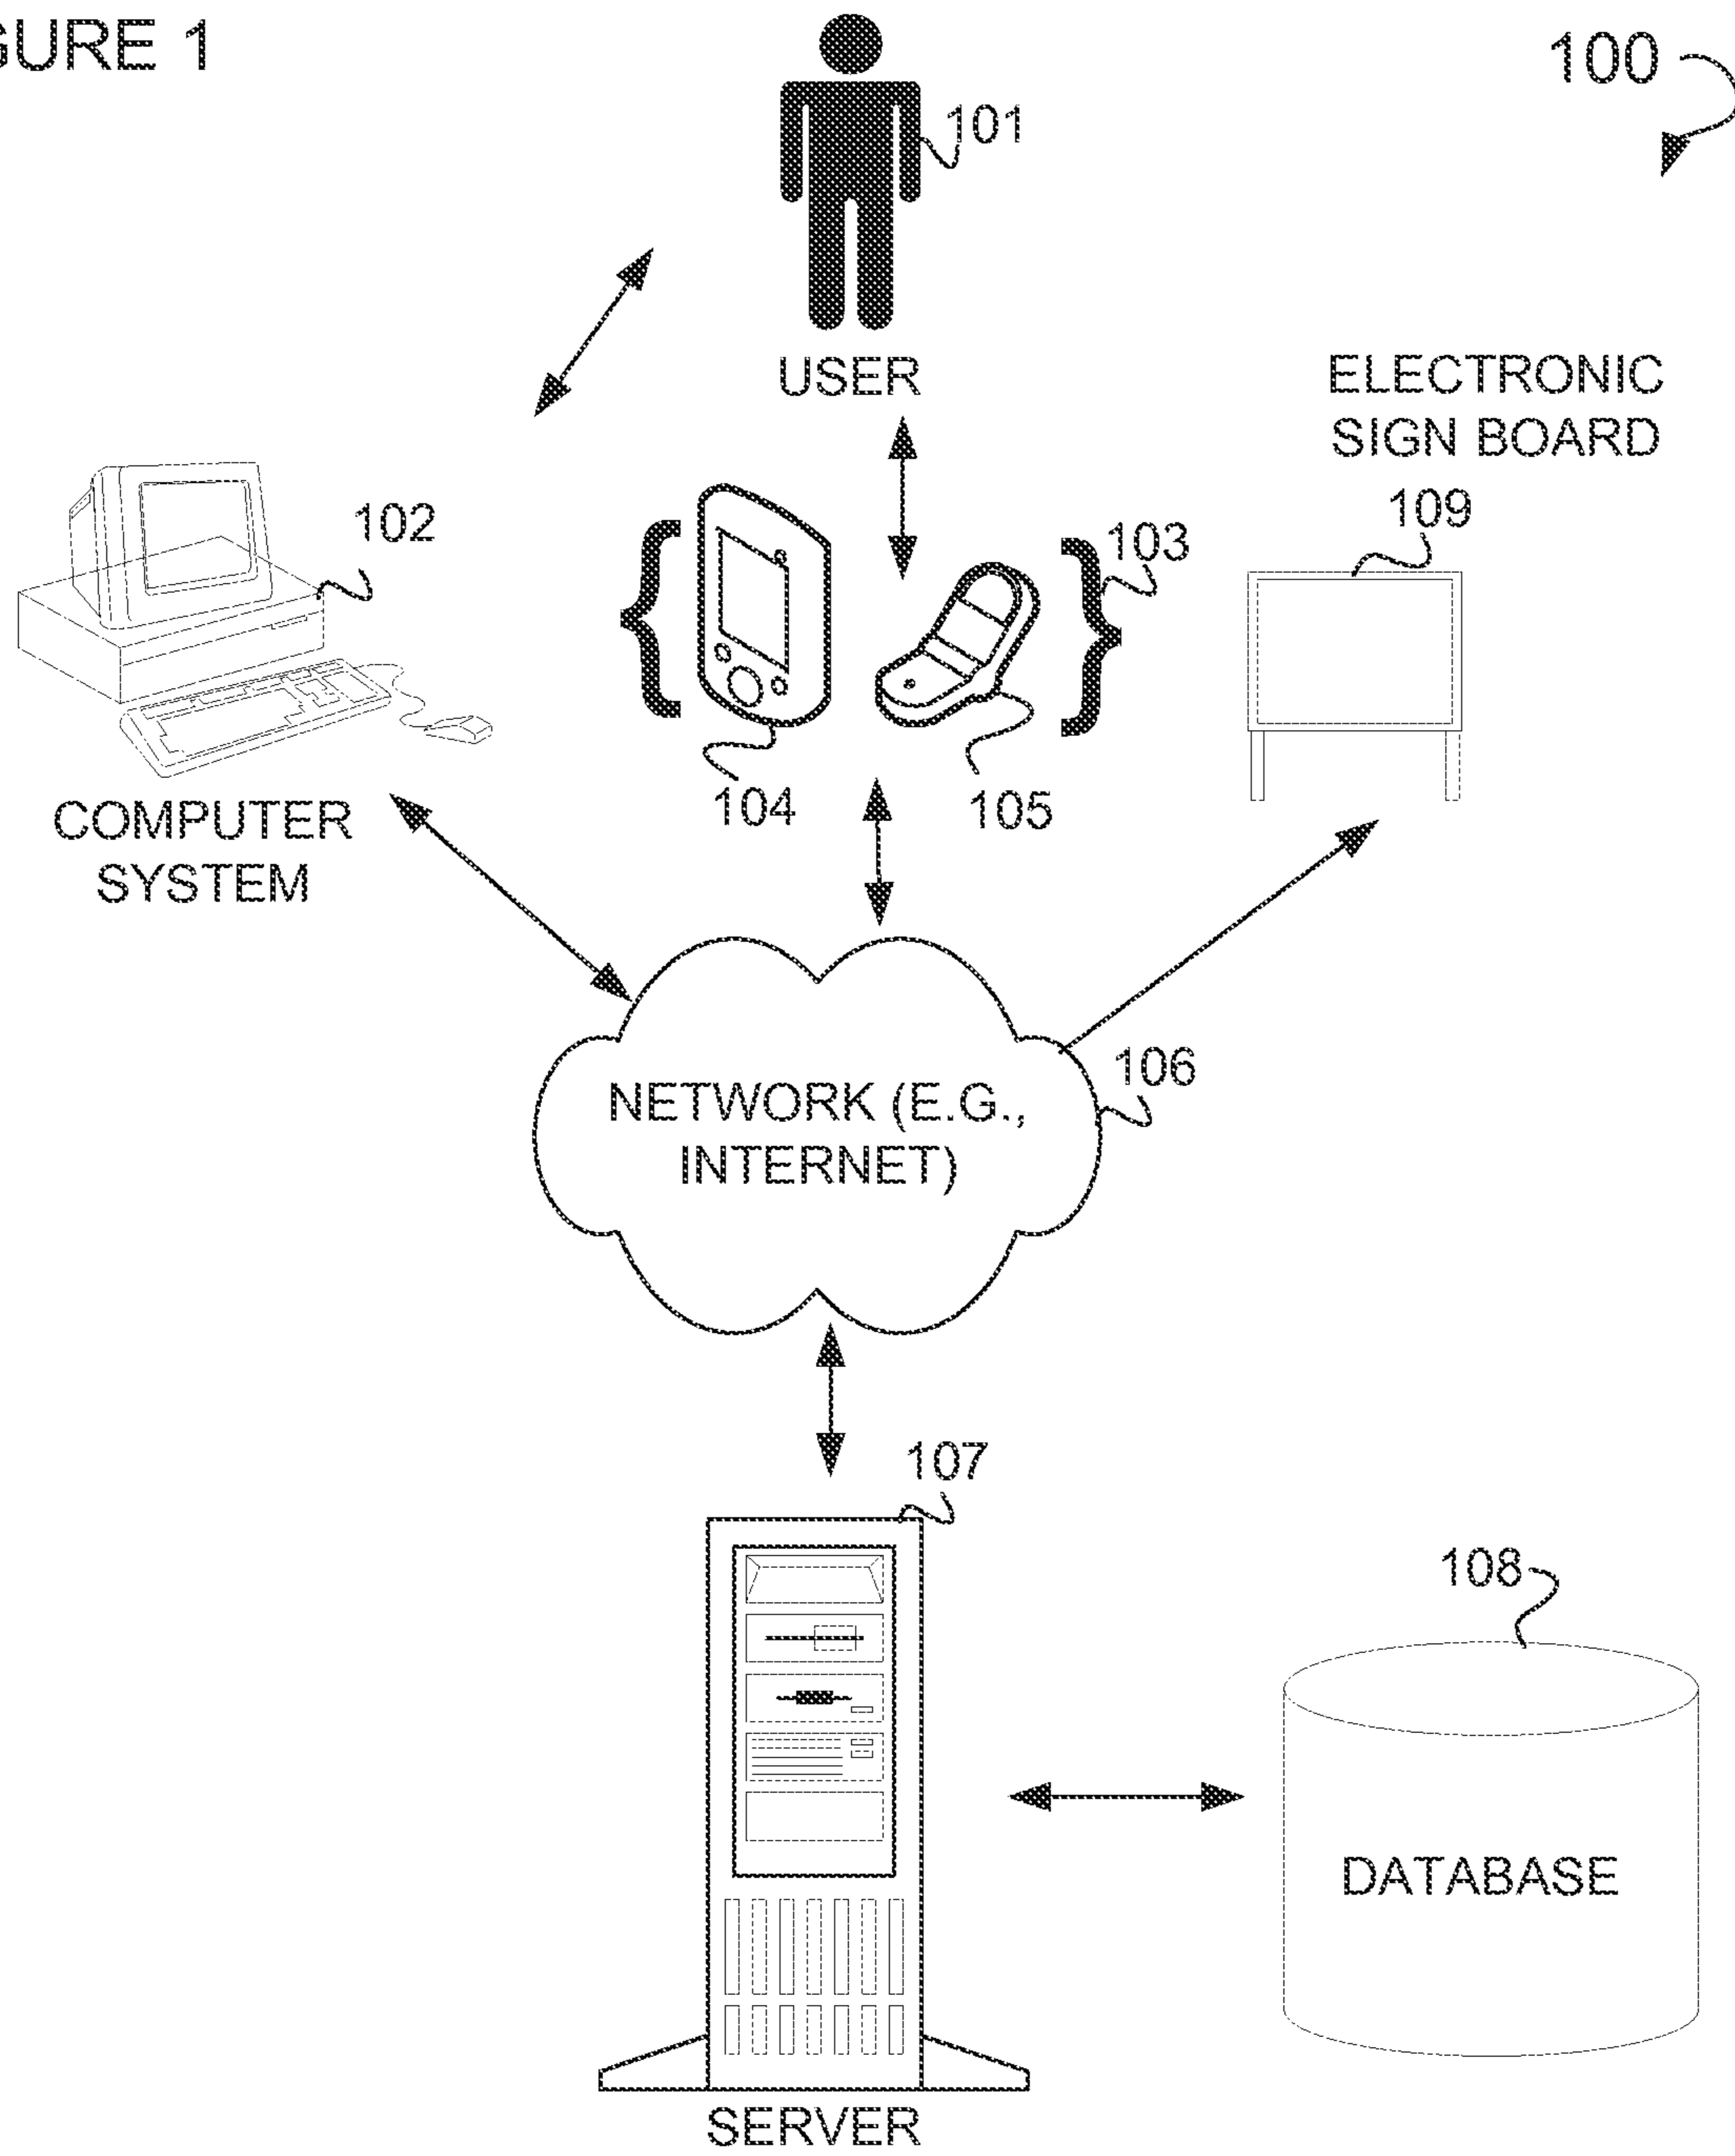 GURE 1
100
101
USER
ELECTRONIC
SIGN BOARD
109
102
103
104
105
COMPUTER
SYSTEM
106
NETWORK (E.G.,
INTERNET)
107
108
DATABASE
SERVER